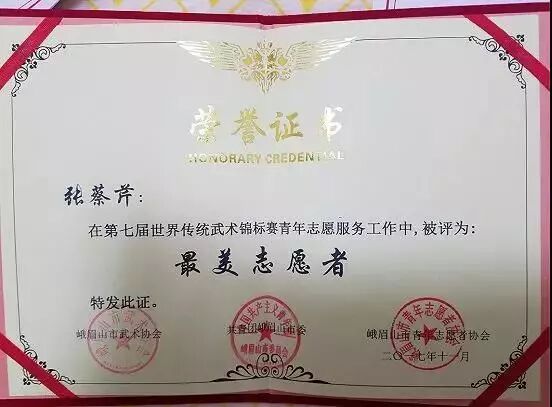 荣誉证书
HONORARY CREDENTIAL
张蔡芹：
在第七届世界传统武术锦标赛青年志愿服务工作中，被评为：
最美志愿者
特发此证。
峨眉山市武术协会 共青团峨眉山市委 峨眉山市青年志愿者协会
二〇一七年十一月